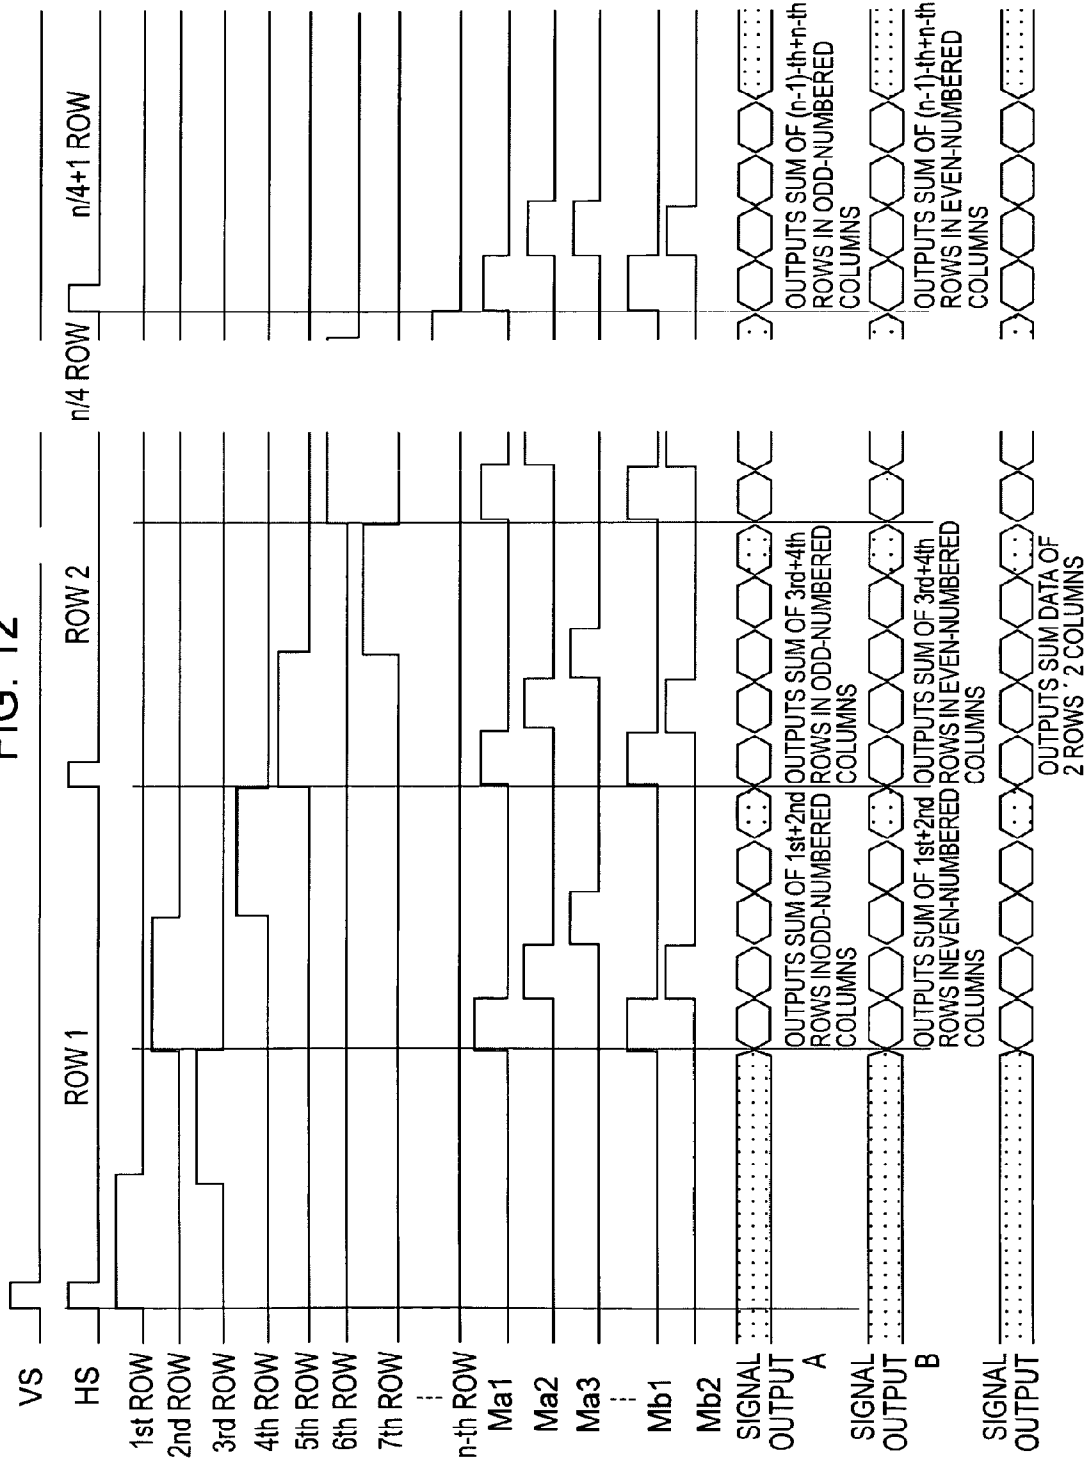 FIG. 12
VS
HS
ROW 1
ROW 2
n/4 ROW
n/4+1 ROW
1st ROW
2nd ROW
3rd ROW
4th ROW
5th ROW
6th ROW
7th ROW
n-th ROW
Ma1
Ma2
Ma3
Mb1
Mb2
SIGNAL
OUTPUT
A
OUTPUTS SUM OF 1st+2nd
ROWS INODD-NUMBERED
COLUMNS
OUTPUTS SUM OF 3rd+4th
ROWS IN ODD-NUMBERED
COLUMNS
OUTPUTS SUM OF (n-1)-th+n-th
ROWS IN ODD-NUMBERED
COLUMNS
SIGNAL
OUTPUT
B
OUTPUTS SUM OF 1st+2nd
ROWS INEVEN-NUMBERED
COLUMNS
OUTPUTS SUM OF 3rd+4th
ROWS IN EVEN-NUMBERED
COLUMNS
OUTPUTS SUM OF (n-1)-th+n-th
ROWS IN EVEN-NUMBERED
COLUMNS
SIGNAL
OUTPUT
OUTPUTS SUM DATA OF
2 ROWS ´ 2 COLUMNS